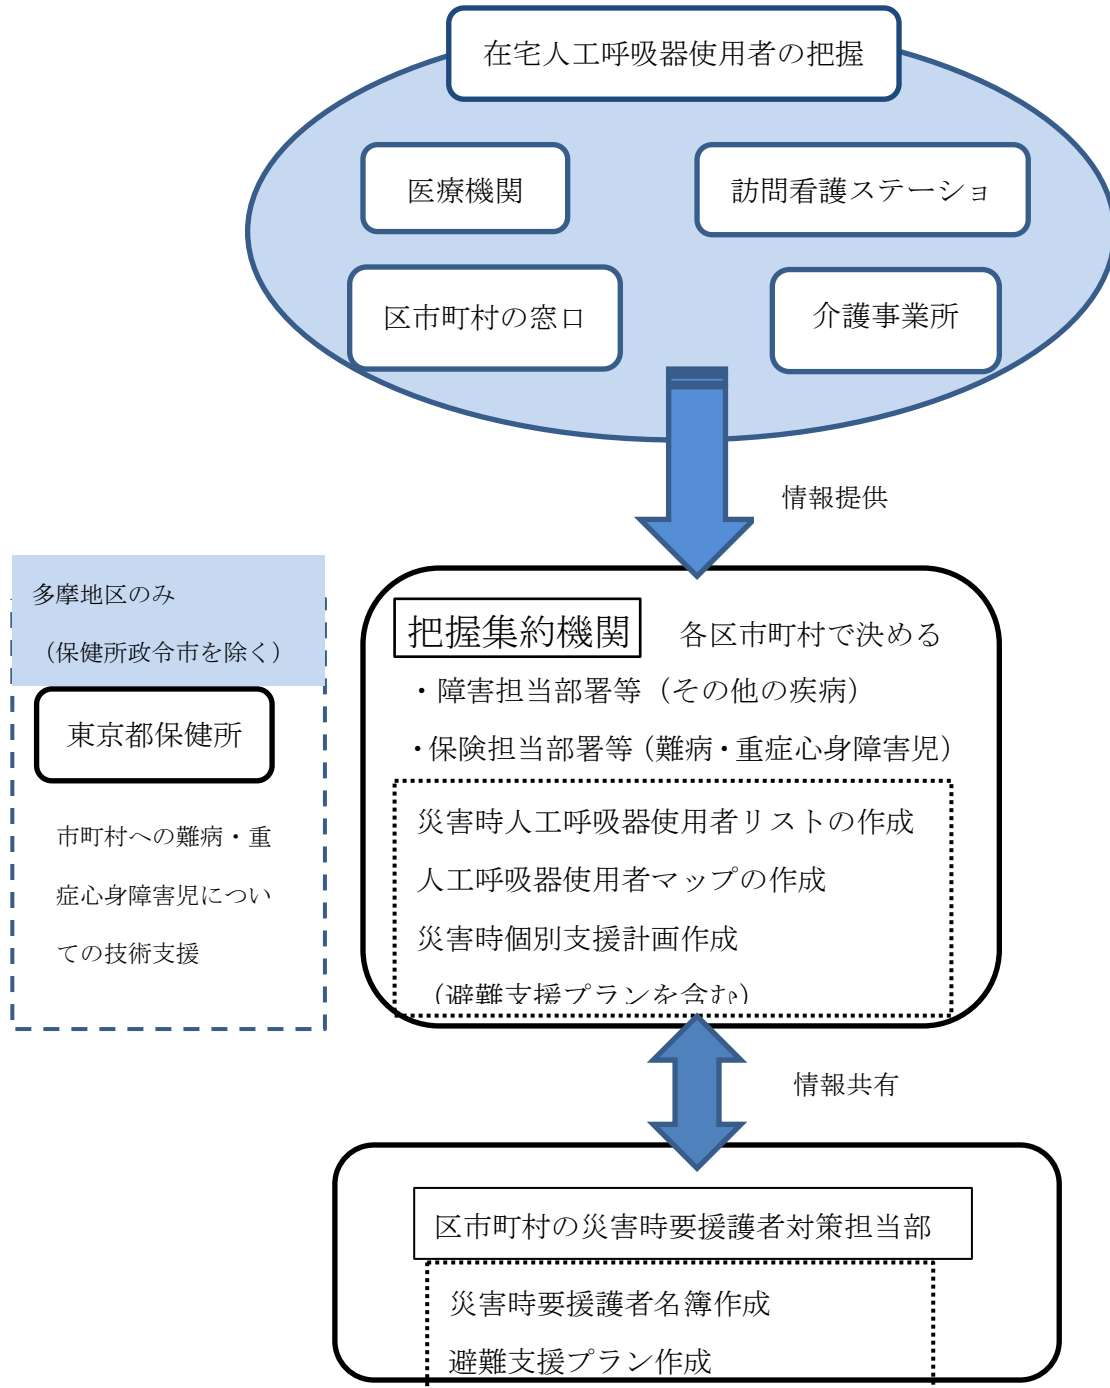 在宅人工呼吸器使用者の把握
医療機関
訪問看護ステーショ
区市町村の窓口
介護事業所
情報提供
多摩地区のみ
（保健所政令市を除く）
東京都保健所
市町村への難病・重
症心身障害児につい
ての技術支援
把握集約機関 各区市町村で決める
・障害担当部署等（その他の疾病）
・保険担当部署等（難病・重症心身障害児）
災害時人工呼吸器使用者リストの作成
人工呼吸器使用者マップの作成
災害時個別支援計画作成
（避難支援プランを含む）
情報共有
区市町村の災害時要援護者対策担当部
災害時要援護者名簿作成
避難支援プラン作成